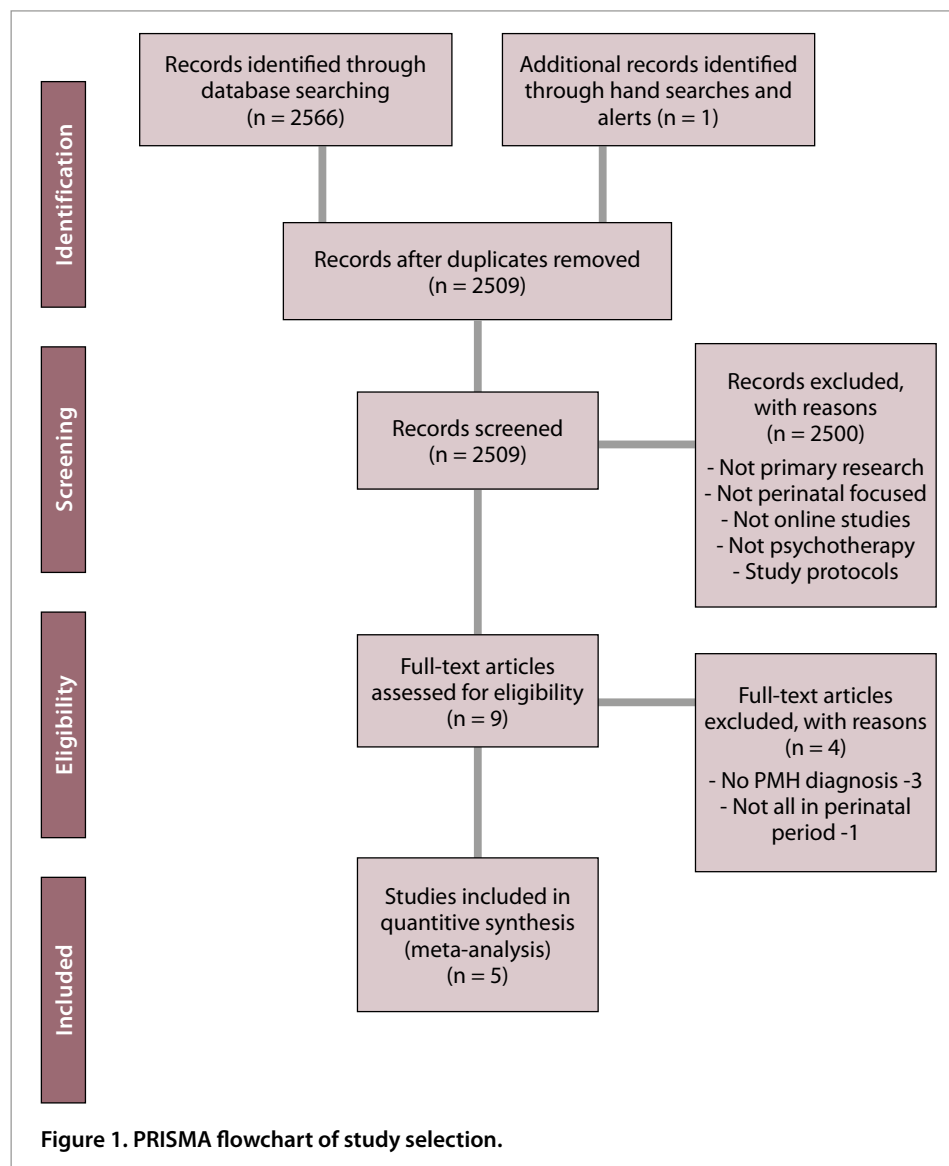 Records identified through
database searching
(n = 2566)
Additional records identified
through hand searches and
alerts (n = 1)
Identification
Records after duplicates removed
(n = 2509)
Screening
Records screened
(n = 2509)
Records excluded,
with reasons
(n = 2500)
- Not primary research
- Not perinatal focused
- Not online studies
- Not psychotherapy
- Study protocols
Eligibility
Full-text articles
assessed for eligibility
(n = 9)
Full-text articles
excluded, with reasons
(n = 4)
- No PMH diagnosis -3
- Not all in perinatal
period -1
Included
Studies included in
quantitive synthesis
(meta-analysis)
(n = 5)
Figure 1. PRISMA flowchart of study selection.